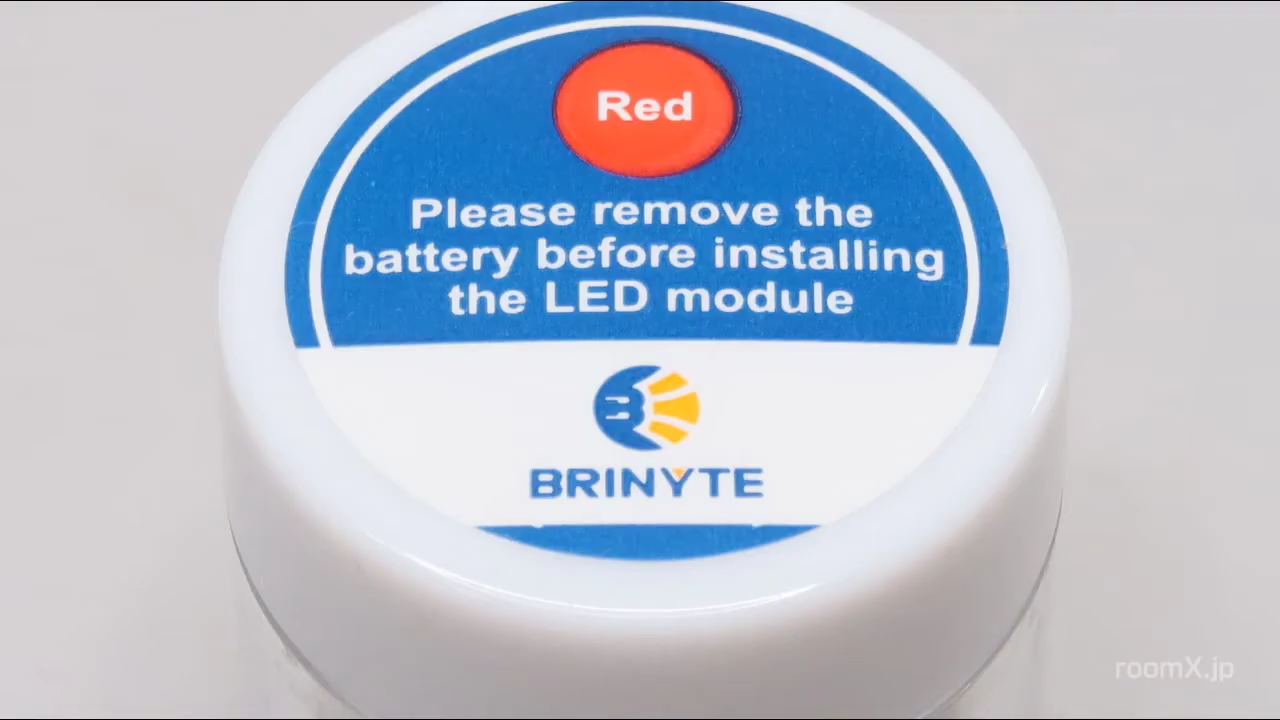 Red
Please remove the
battery before installing
the LED module
BRINYTE
roomX.jp